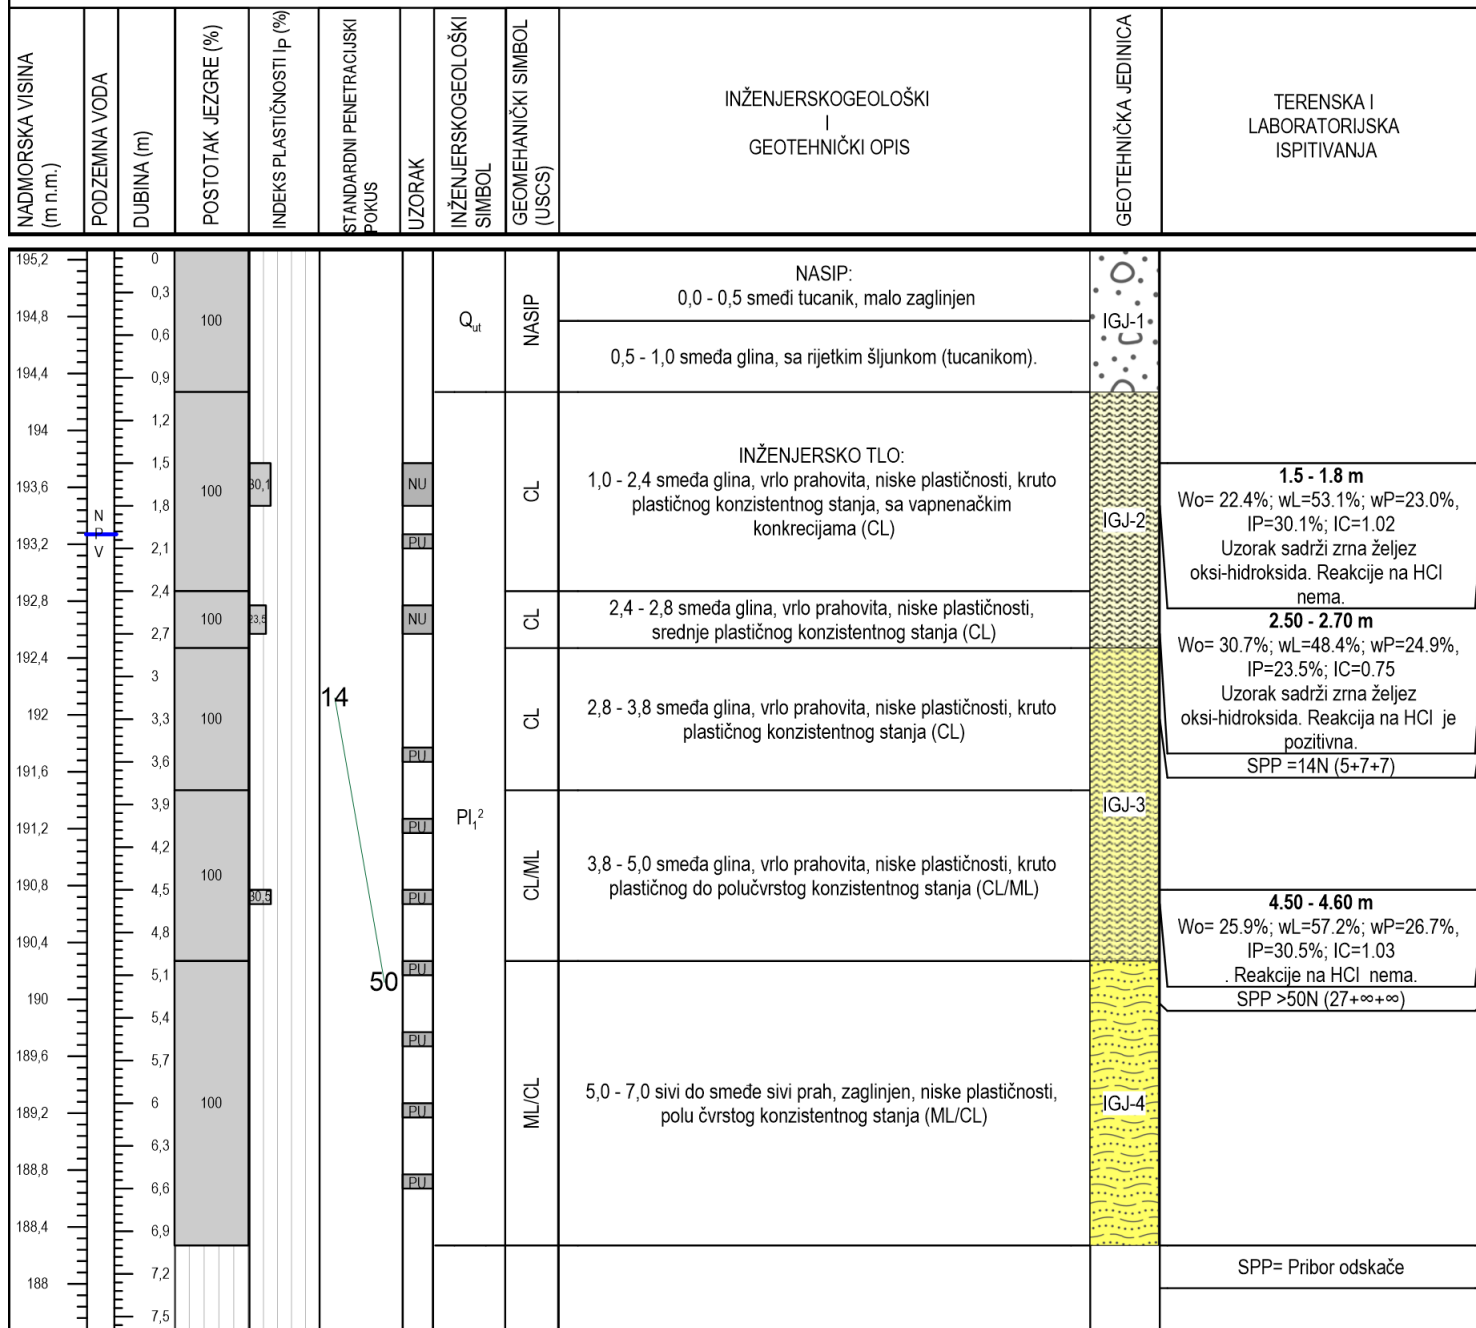 NADMORSKA VISINA
(m n.m.)
PODZEMNA VODA
DUBINA (m)
POSTOTAK JEZGRE (%)
INDEKS PLASTIČNOSTI Ip (%)
STANDARDNI PENETRACIJSKI
POKUS
UZORAK
INŽENJERSKOGEOLOŠKI
SIMBOL
GEOMEHANIČKI SIMBOL
(USCS)
INŽENJERSKOGEOLOŠKI
I
GEOTEHNIČKI OPIS
GEOTEHNIČKA JEDINICA
TERENSKA I
LABORATORIJSKA
ISPITIVANJA
195,2
194,8
194,4
194
193,6
193,2
192,8
192,4
192
191,6
191,2
190,8
190,4
190
189,6
189,2
188,8
188,4
188
N
P
V
0
0,3
0,6
0,9
1,2
1,5
1,8
2,1
2,4
2,7
3
3,3
3,6
3,9
4,2
4,5
4,8
5,1
5,4
5,7
6
6,3
6,6
6,9
7,2
7,5
100
100
100
100
100
100
30,1
23,5
30,5
14
50
NU
PU
NU
PU
PU
PU
PU
PU
PU
PU
Qut
Pl₁²
NASIP
CL
CL
CL
CL/ML
ML/CL
NASIP:
0,0 - 0,5 smeđi tucanik, malo zaglinjen
0,5 - 1,0 smeđa glina, sa rijetkim šljunkom (tucanikom).
INŽENJERSKO TLO:
1,0 - 2,4 smeđa glina, vrlo prahovita, niske plastičnosti, kruto
plastičnog konzistentnog stanja, sa vapnenačkim
konkrecijama (CL)
2,4 - 2,8 smeđa glina, vrlo prahovita, niske plastičnosti,
srednje plastičnog konzistentnog stanja (CL)
2,8 - 3,8 smeđa glina, vrlo prahovita, niske plastičnosti, kruto
plastičnog konzistentnog stanja (CL)
3,8 - 5,0 smeđa glina, vrlo prahovita, niske plastičnosti, kruto
plastičnog do polučvrstog konzistentnog stanja (CL/ML)
5,0 - 7,0 sivi do smeđe sivi prah, zaglinjen, niske plastičnosti,
polu čvrstog konzistentnog stanja (ML/CL)
IGJ-1
IGJ-2
IGJ-3
IGJ-4
1.5 - 1.8 m
Wo= 22.4%; wL=53.1%; wP=23.0%,
IP=30.1%; IC=1.02
Uzorak sadrži zrna željez
oksi-hidroksida. Reakcije na HCl
nema.
2.50 - 2.70 m
Wo= 30.7%; wL=48.4%; wP=24.9%,
IP=23.5%; IC=0.75
Uzorak sadrži zrna željez
oksi-hidroksida. Reakcija na HCl je
pozitivna.
SPP =14N (5+7+7)
4.50 - 4.60 m
Wo= 25.9%; wL=57.2%; wP=26.7%,
IP=30.5%; IC=1.03
. Reakcije na HCl nema.
SPP >50N (27+∞+∞)
SPP= Pribor odskače